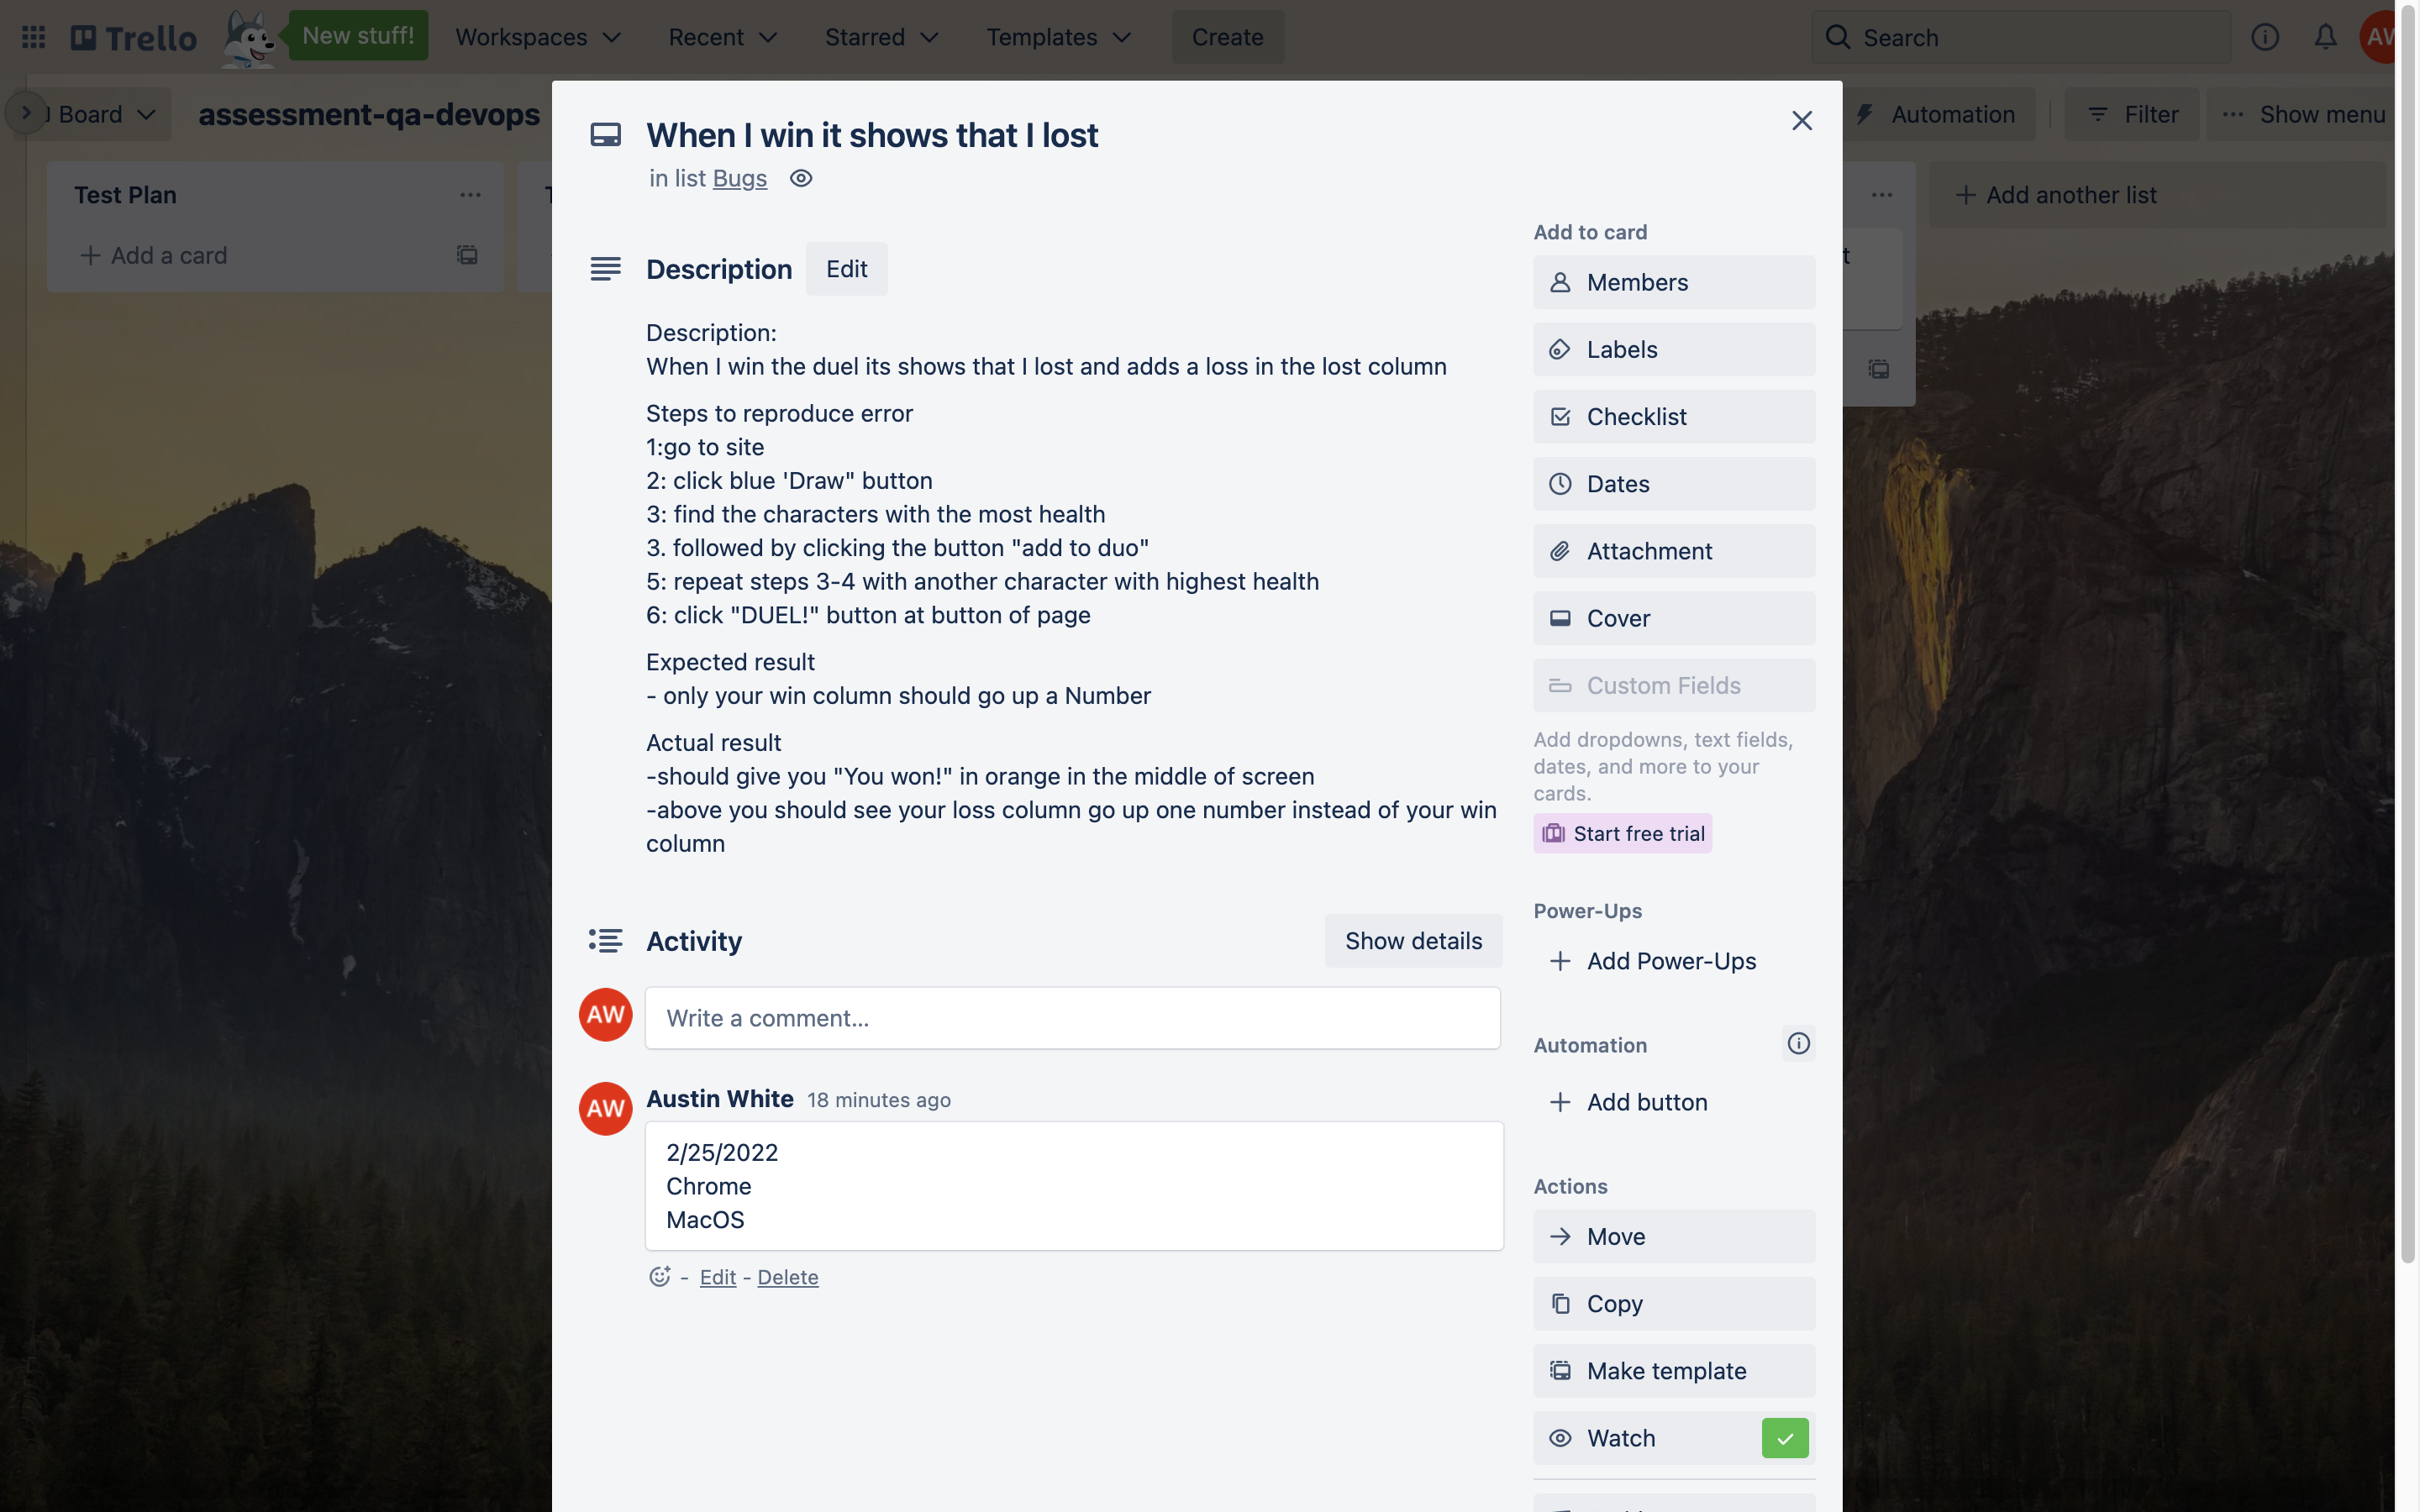 Trello
New stuff!
Workspaces
Recent
Starred
Templates
Create
Search
Board
assessment-qa-devops
Automation
Filter
Show menu
Test Plan
Add a card
Add another list
When I win it shows that I lost
in list Bugs
Description
Edit
Description:
When I win the duel its shows that I lost and adds a loss in the lost column
Steps to reproduce error
1:go to site
2: click blue 'Draw" button
3: find the characters with the most health
3. followed by clicking the button "add to duo"
5: repeat steps 3-4 with another character with highest health
6: click "DUEL!" button at button of page
Expected result
- only your win column should go up a Number
Actual result
-should give you "You won!" in orange in the middle of screen
-above you should see your loss column go up one number instead of your win
column
Activity
Show details
AW
Write a comment...
AW
Austin White 18 minutes ago
2/25/2022
Chrome
MacOS
- Edit - Delete
Add to card
Members
Labels
Checklist
Dates
Attachment
Cover
Custom Fields
Add dropdowns, text fields,
dates, and more to your
cards.
Start free trial
Power-Ups
Add Power-Ups
Automation
Add button
Actions
Move
Copy
Make template
Watch